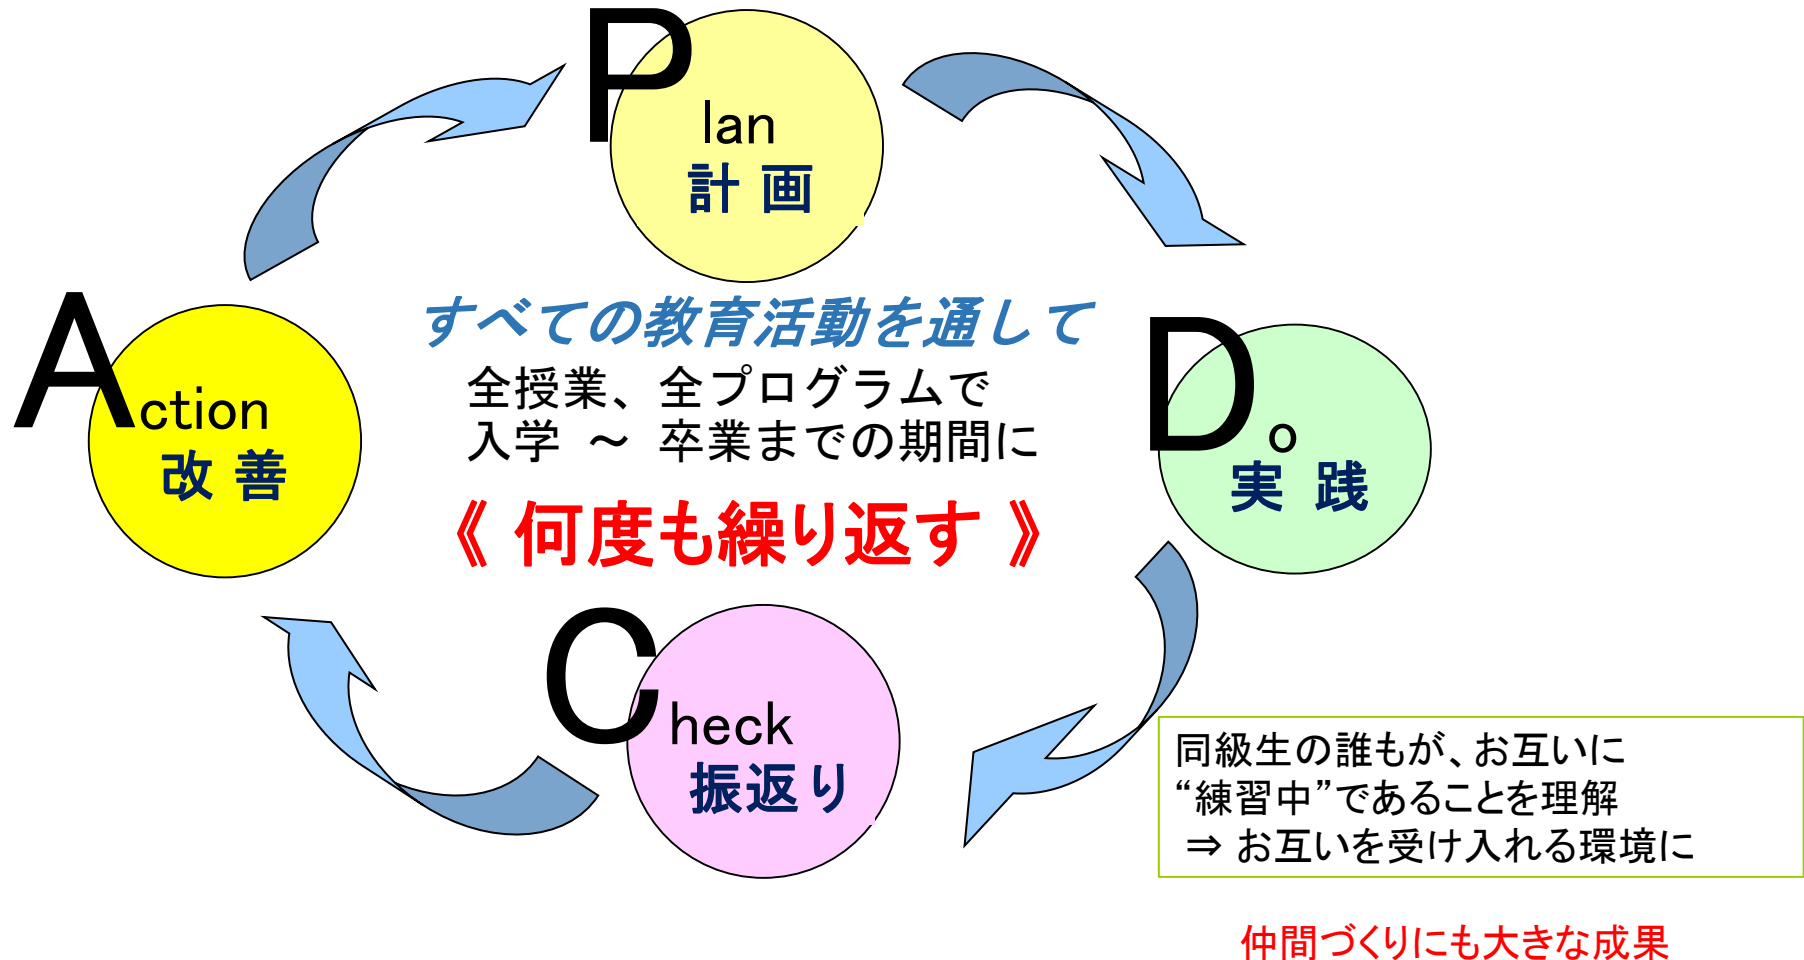 Plan
計 画
すべての教育活動を通して
全授業、全プログラムで
入学 ～ 卒業までの期間に
《 何度も繰り返す 》
Do
実 践
Check
振返り
Action
改 善
同級生の誰もが、お互いに
“練習中”であることを理解
⇒ お互いを受け入れる環境に
仲間づくりにも大きな成果